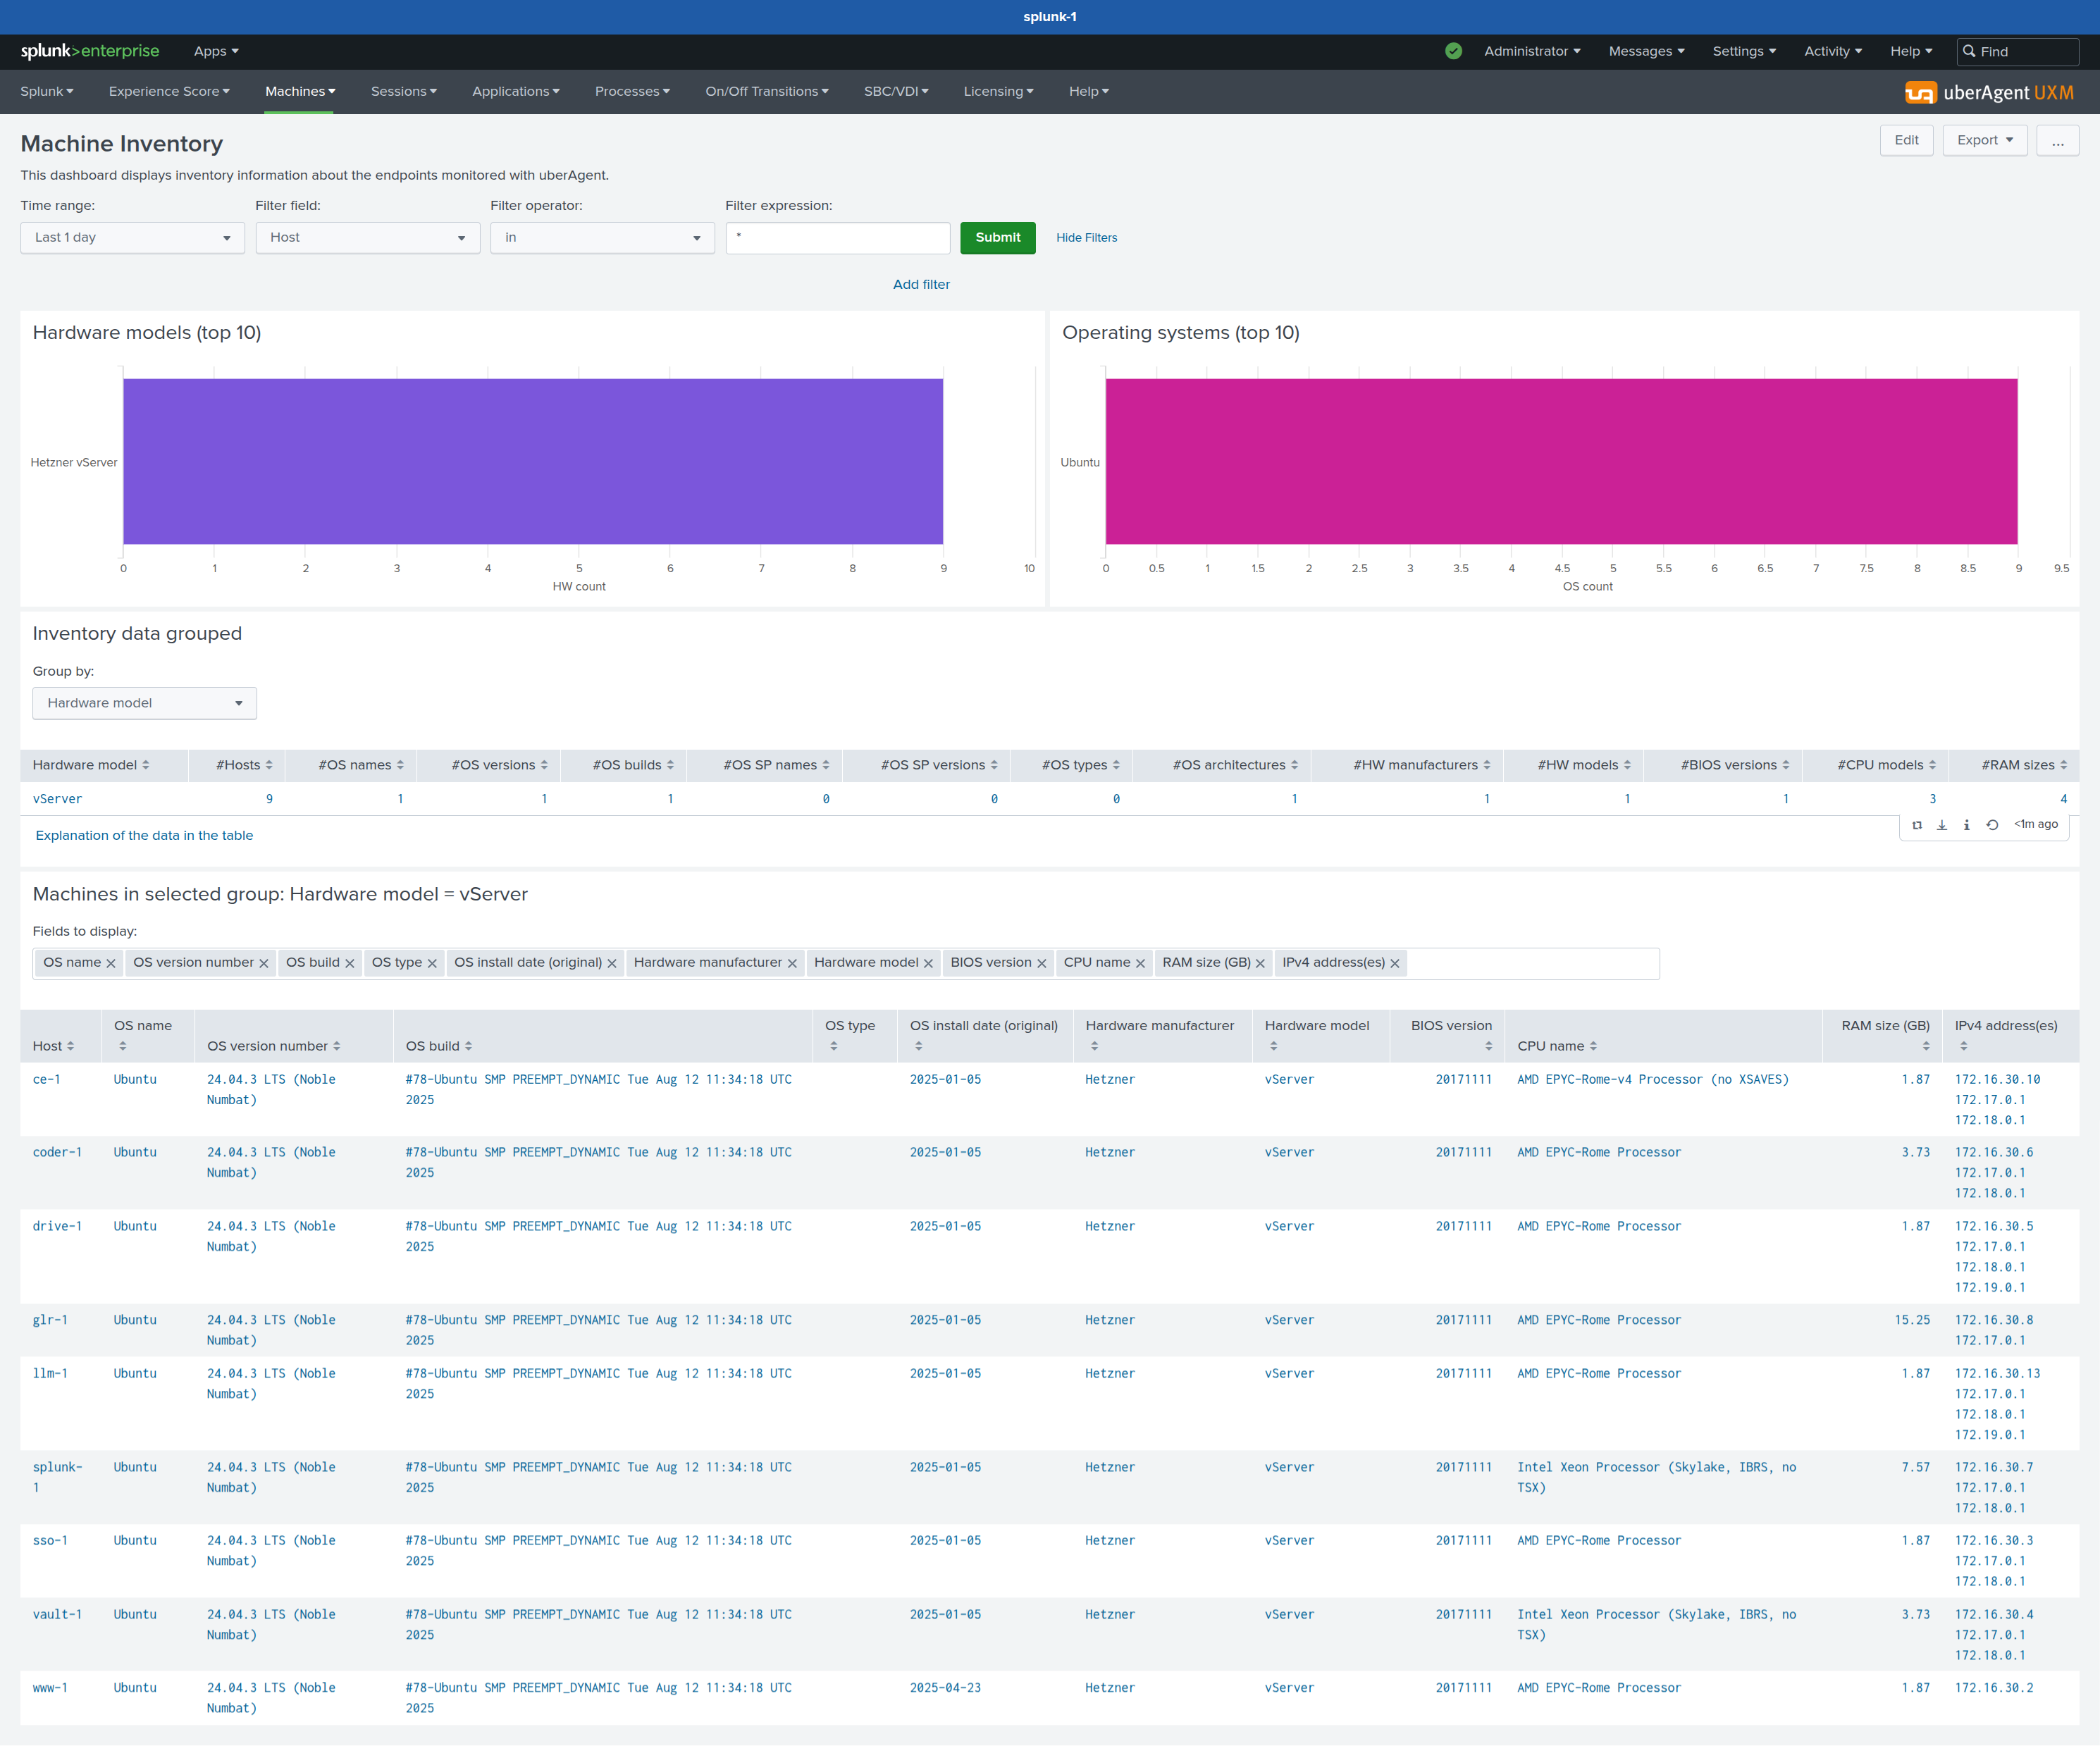 splunk-1
splunk>enterprise Apps Administrator Messages Settings Activity Help Find
Splunk Experience Score Machines Sessions Applications Processes On/Off Transitions SBC/VDI Licensing Help uberAgent UXM
Machine Inventory
Edit Export ...
This dashboard displays inventory information about the endpoints monitored with uberAgent.
Time range: Filter field: Filter operator: Filter expression:
Last 1 day Host in * Submit Hide Filters
Add filter
Hardware models (top 10)
Hetzner vServer
0 1 2 3 4 5 6 7 8 9 10
HW count
Operating systems (top 10)
Ubuntu
0 0.5 1 1.5 2 2.5 3 3.5 4 4.5 5 5.5 6 6.5 7 7.5 8 8.5 9 9.5
OS count
Inventory data grouped
Group by:
Hardware model
Hardware model #Hosts #OS names #OS versions #OS builds #OS SP names #OS SP versions #OS types #OS architectures #HW manufacturers #HW models #BIOS versions #CPU models #RAM sizes
vServer 9 1 1 1 0 0 0 1 1 1 1 3 4
Explanation of the data in the table
<1m ago
Machines in selected group: Hardware model = vServer
Fields to display:
OS name OS version number OS build OS type OS install date (original) Hardware manufacturer Hardware model BIOS version CPU name RAM size (GB) IPv4 address(es)
OS name OS type OS install date (original) Hardware manufacturer Hardware model BIOS version RAM size (GB) IPv4 address(es)
Host OS version number OS build CPU name
ce-1 Ubuntu 24.04.3 LTS (Noble #78-Ubuntu SMP PREEMPT_DYNAMIC Tue Aug 12 11:34:18 UTC 2025-01-05 Hetzner vServer 20171111 AMD EPYC-Rome-v4 Processor (no XSAVES) 1.87 172.16.30.10
Numbat) 2025 172.17.0.1
172.18.0.1
coder-1 Ubuntu 24.04.3 LTS (Noble #78-Ubuntu SMP PREEMPT_DYNAMIC Tue Aug 12 11:34:18 UTC 2025-01-05 Hetzner vServer 20171111 AMD EPYC-Rome Processor 3.73 172.16.30.6
Numbat) 2025 172.17.0.1
172.18.0.1
drive-1 Ubuntu 24.04.3 LTS (Noble #78-Ubuntu SMP PREEMPT_DYNAMIC Tue Aug 12 11:34:18 UTC 2025-01-05 Hetzner vServer 20171111 AMD EPYC-Rome Processor 1.87 172.16.30.5
Numbat) 2025 172.17.0.1
172.18.0.1
172.19.0.1
glr-1 Ubuntu 24.04.3 LTS (Noble #78-Ubuntu SMP PREEMPT_DYNAMIC Tue Aug 12 11:34:18 UTC 2025-01-05 Hetzner vServer 20171111 AMD EPYC-Rome Processor 15.25 172.16.30.8
Numbat) 2025 172.17.0.1
llm-1 Ubuntu 24.04.3 LTS (Noble #78-Ubuntu SMP PREEMPT_DYNAMIC Tue Aug 12 11:34:18 UTC 2025-01-05 Hetzner vServer 20171111 AMD EPYC-Rome Processor 1.87 172.16.30.13
Numbat) 2025 172.17.0.1
172.18.0.1
172.19.0.1
splunk- Ubuntu 24.04.3 LTS (Noble #78-Ubuntu SMP PREEMPT_DYNAMIC Tue Aug 12 11:34:18 UTC 2025-01-05 Hetzner vServer 20171111 Intel Xeon Processor (Skylake, IBRS, no 7.57 172.16.30.7
1 Numbat) 2025 TSX) 172.17.0.1
172.18.0.1
sso-1 Ubuntu 24.04.3 LTS (Noble #78-Ubuntu SMP PREEMPT_DYNAMIC Tue Aug 12 11:34:18 UTC 2025-01-05 Hetzner vServer 20171111 AMD EPYC-Rome Processor 1.87 172.16.30.3
Numbat) 2025 172.17.0.1
172.18.0.1
vault-1 Ubuntu 24.04.3 LTS (Noble #78-Ubuntu SMP PREEMPT_DYNAMIC Tue Aug 12 11:34:18 UTC 2025-01-05 Hetzner vServer 20171111 Intel Xeon Processor (Skylake, IBRS, no 3.73 172.16.30.4
Numbat) 2025 TSX) 172.17.0.1
172.18.0.1
www-1 Ubuntu 24.04.3 LTS (Noble #78-Ubuntu SMP PREEMPT_DYNAMIC Tue Aug 12 11:34:18 UTC 2025-04-23 Hetzner vServer 20171111 AMD EPYC-Rome Processor 1.87 172.16.30.2
Numbat) 2025